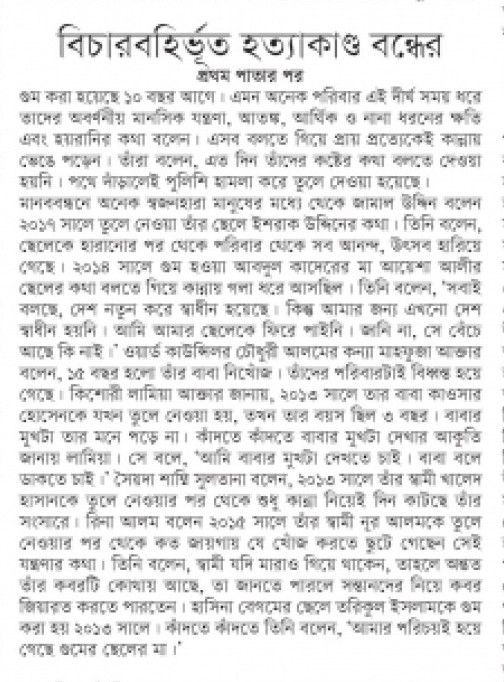 বিচারবহির্ভূত হত্যাকাণ্ড বন্ধের
প্রথম পাতার পর
গুম করা হয়েছে ১০ বছর আগে। এমন অনেক পরিবার এই দীর্ঘ সময় ধরে
তাদের অবর্ণনীয় মানসিক যন্ত্রণা, আতঙ্ক, আর্থিক ও নানা ধরনের ক্ষতি
এবং হয়রানির কথা বলেন। এসব বলতে গিয়ে প্রায় প্রত্যেকেই কান্নায়
ভেঙে পড়েন। তাঁরা বলেন, এত দিন তাঁদের কষ্টের কথা বলতে দেওয়া
হয়নি। পথে দাঁড়ালেই পুলিশি হামলা করে তুলে দেওয়া হয়েছে।
মানববন্ধনে অনেক স্বজনহারা মানুষের মধ্যে থেকে জামাল উদ্দিন বলেন
২০১৭ সালে তুলে নেওয়া তাঁর ছেলে ইশরাক উদ্দিনের কথা। তিনি বলেন,
ছেলেকে হারানোর পর থেকে পরিবার থেকে সব আনন্দ, উৎসব হারিয়ে
গেছে। ২০১৪ সালে গুম হওয়া আবদুল কাদেরের মা আয়েশা আলীর
ছেলের কথা বলতে গিয়ে কান্নায় গলা ধরে আসছিল। তিনি বলেন, ‘সবাই
বলছে, দেশ নতুন করে স্বাধীন হয়েছে। কিন্তু আমার জন্য এখনো দেশ
স্বাধীন হয়নি। আমি আমার ছেলেকে ফিরে পাইনি। জানি না, সে বেঁচে
আছে কি নাই।’ ওয়ার্ড কাউন্সিলর চৌধুরী আলমের কন্যা মাহফুজা আক্তার
বলেন, ১৫ বছর হলো তাঁর বাবা নিখোঁজ। তাঁদের পরিবারটাই বিধ্বস্ত হয়ে
গেছে। কিশোরী লামিয়া আক্তার জানায়, ২০১৩ সালে তার বাবা কাওসার
হোসেনকে যখন তুলে নেওয়া হয়, তখন তার বয়স ছিল ৩ বছর। বাবার
মুখটা তার মনে পড়ে না। কাঁদতে কাঁদতে বাবার মুখটা দেখার আকুতি
জানায় লামিয়া। সে বলে, ‘আমি বাবার মুখটা দেখতে চাই। বাবা বলে
ডাকতে চাই।’ সৈয়দা শাম্মি সুলতানা বলেন, ২০১৩ সালে তাঁর স্বামী খালেদ
হাসানকে তুলে নেওয়ার পর থেকে শুধু কান্না নিয়েই দিন কাটছে তাঁর
সংসারে। রিনা আলম বলেন ২০১৫ সালে তাঁর স্বামী নূর আলমকে তুলে
নেওয়ার পর থেকে কত জায়গায় যে খোঁজ করতে ছুটে গেছেন সেই
যন্ত্রণার কথা। তিনি বলেন, স্বামী যদি মারাও গিয়ে থাকেন, তাহলে অন্তত
তাঁর কবরটি কোথায় আছে, তা জানতে পারলে সন্তানদের নিয়ে কবর
জিয়ারত করতে পারতেন। হাসিনা বেগমের ছেলে তরিকুল ইসলামকে গুম
করা হয় ২০১৩ সালে। কাঁদতে কাঁদতে তিনি বলেন, ‘আমার পরিচয়ই হয়ে
গেছে গুমের ছেলের মা।’